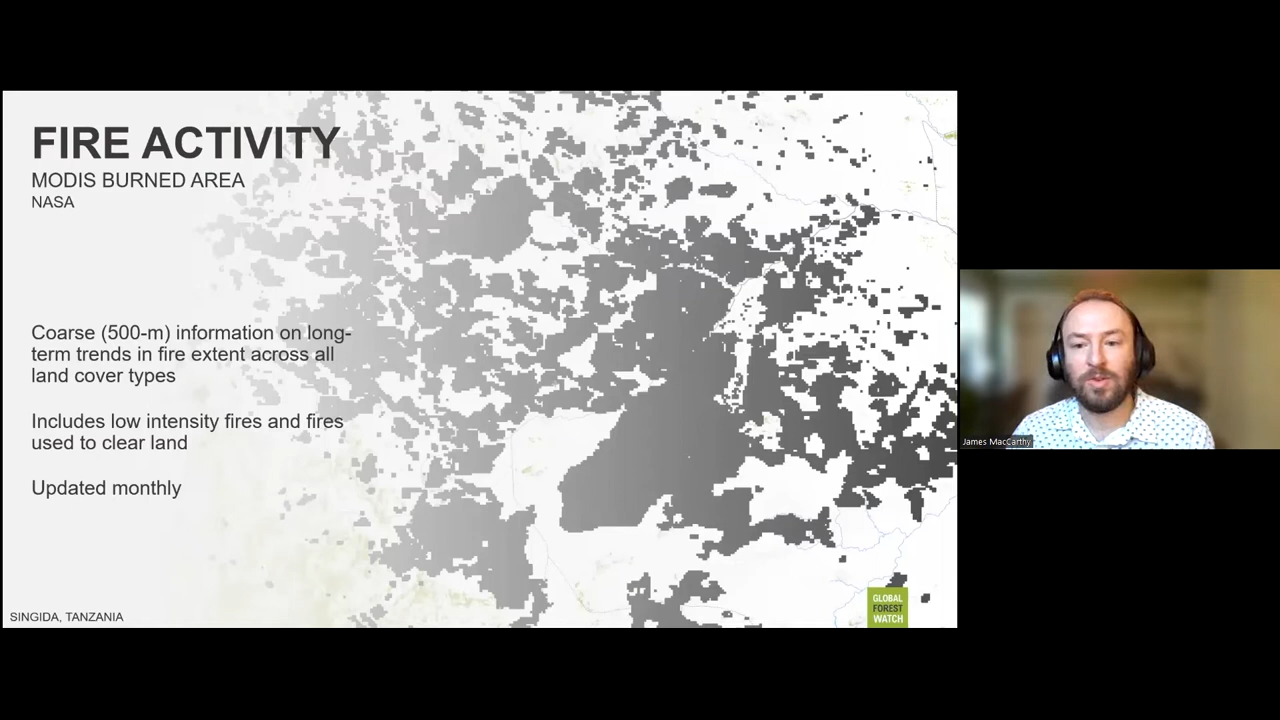 FIRE ACTIVITY
MODIS BURNED AREA
NASA
Coarse (500-m) information on long-
term trends in fire extent across all
land cover types
Includes low intensity fires and fires
used to clear land
Updated monthly
SINGIDA, TANZANIA
GLOBAL
FOREST
WATCH
James MacCarthy